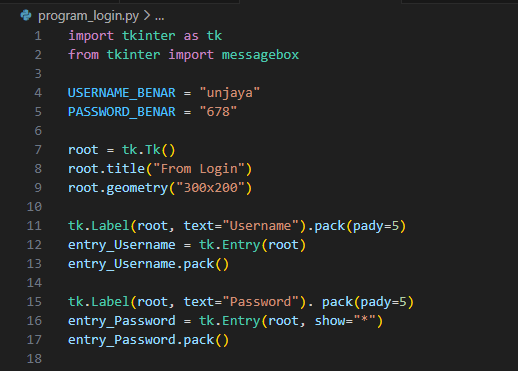 program_login.py > ...
1 import tkinter as tk
2 from tkinter import messagebox
3
4 USERNAME_BENAR = "unjaya"
5 PASSWORD_BENAR = "678"
6
7 root = tk.Tk()
8 root.title("From Login")
9 root.geometry("300x200")
10
11 tk.Label(root, text="Username").pack(pady=5)
12 entry_Username = tk.Entry(root)
13 entry_Username.pack()
14
15 tk.Label(root, text="Password"). pack(pady=5)
16 entry_Password = tk.Entry(root, show="*")
17 entry_Password.pack()
18